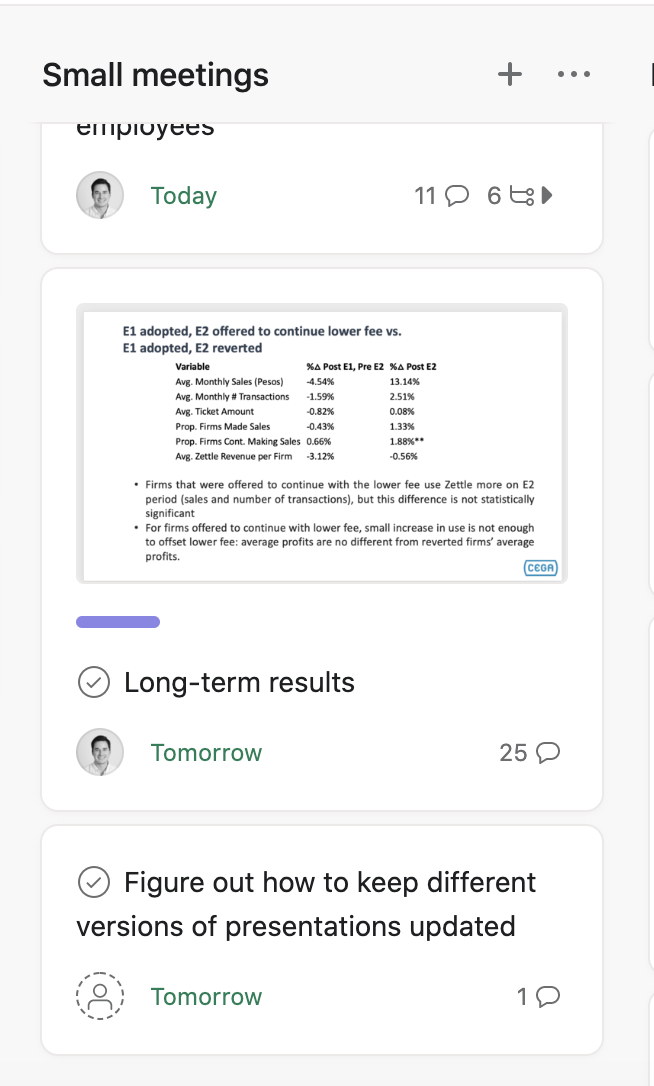 Small meetings
employees
Today
11
6
E1 adopted, E2 offered to continue lower fee vs.
E1 adopted, E2 reverted
Variable %Δ Post E1, Pre E2 %Δ Post E2
Avg. Monthly Sales (Pesos) -4.54% 13.14%
Avg. Monthly # Transactions -1.59% 2.51%
Avg. Ticket Amount -0.82% 0.08%
Prop. Firms Made Sales -0.43% 1.33%
Prop. Firms Cont. Making Sales 0.66% 1.88%**
Avg. Zettle Revenue per Firm -3.12% -0.56%
• Firms that were offered to continue with the lower fee use Zettle more on E2
period (sales and number of transactions), but this difference is not statistically
significant
• For firms offered to continue with lower fee, small increase in use is not enough
to offset lower fee: average profits are no different from reverted firms' average
profits.
CEGA
Long-term results
Tomorrow
25
Figure out how to keep different
versions of presentations updated
Tomorrow
1